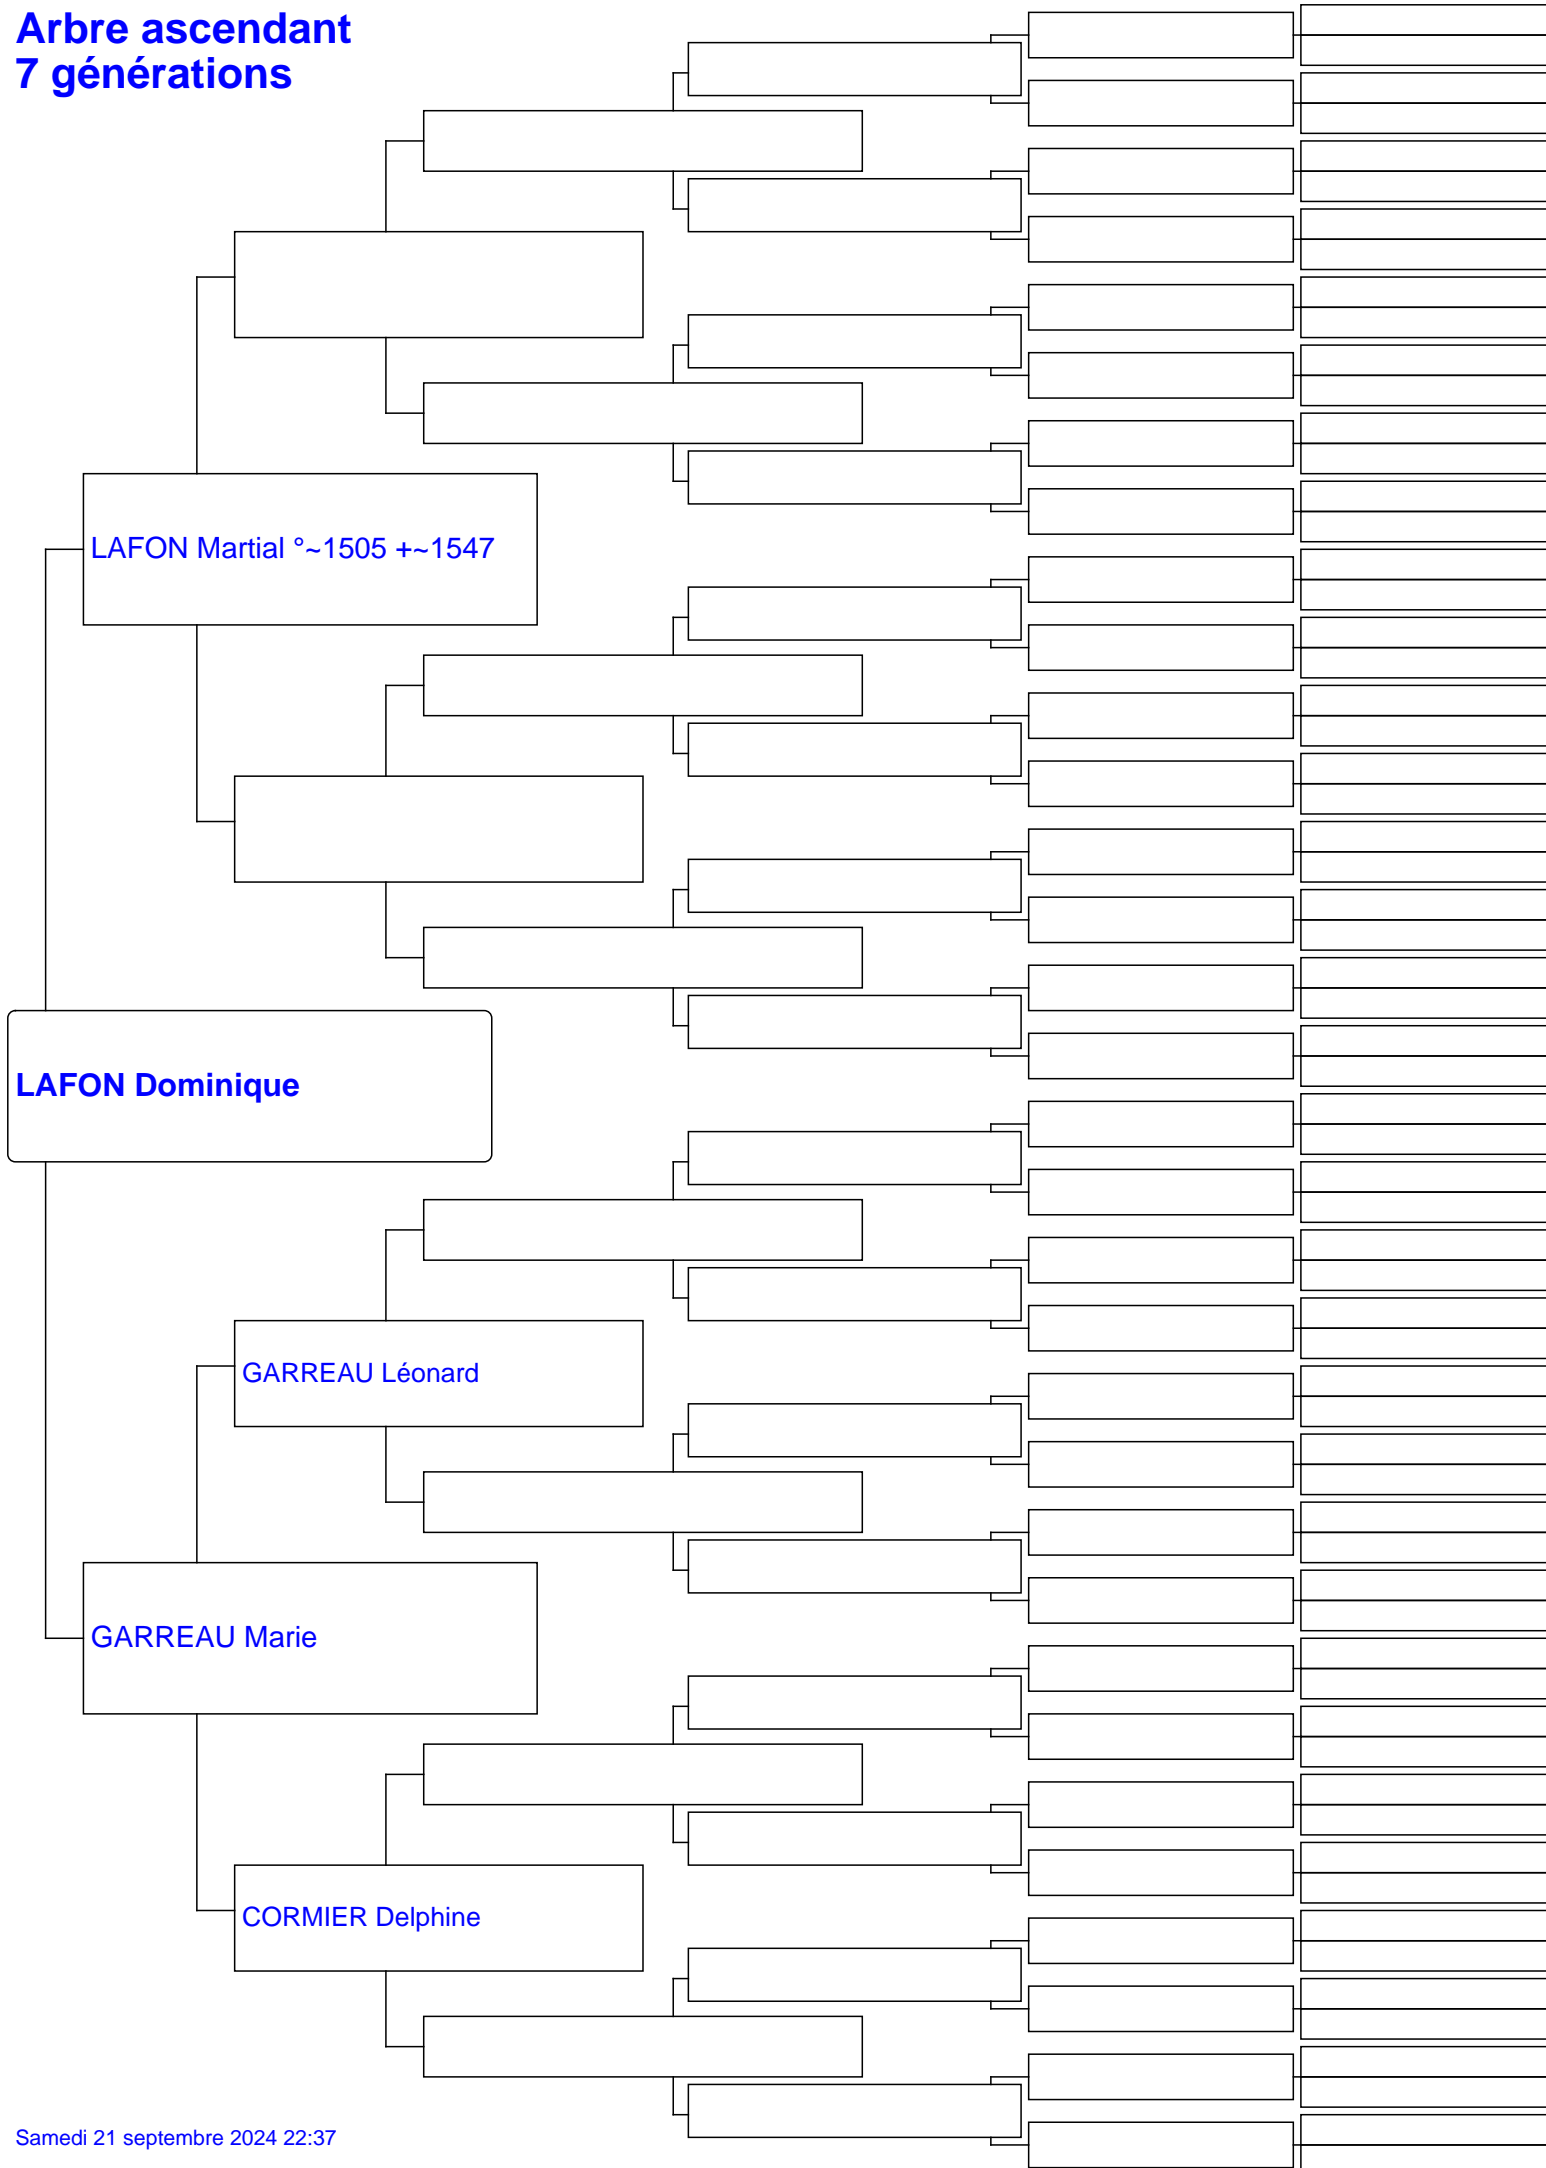 Arbre ascendant
7 générations
LAFON Martial °~1505 +~1547
LAFON Dominique
GARREAU Léonard
GARREAU Marie
CORMIER Delphine
Samedi 21 septembre 2024 22:37